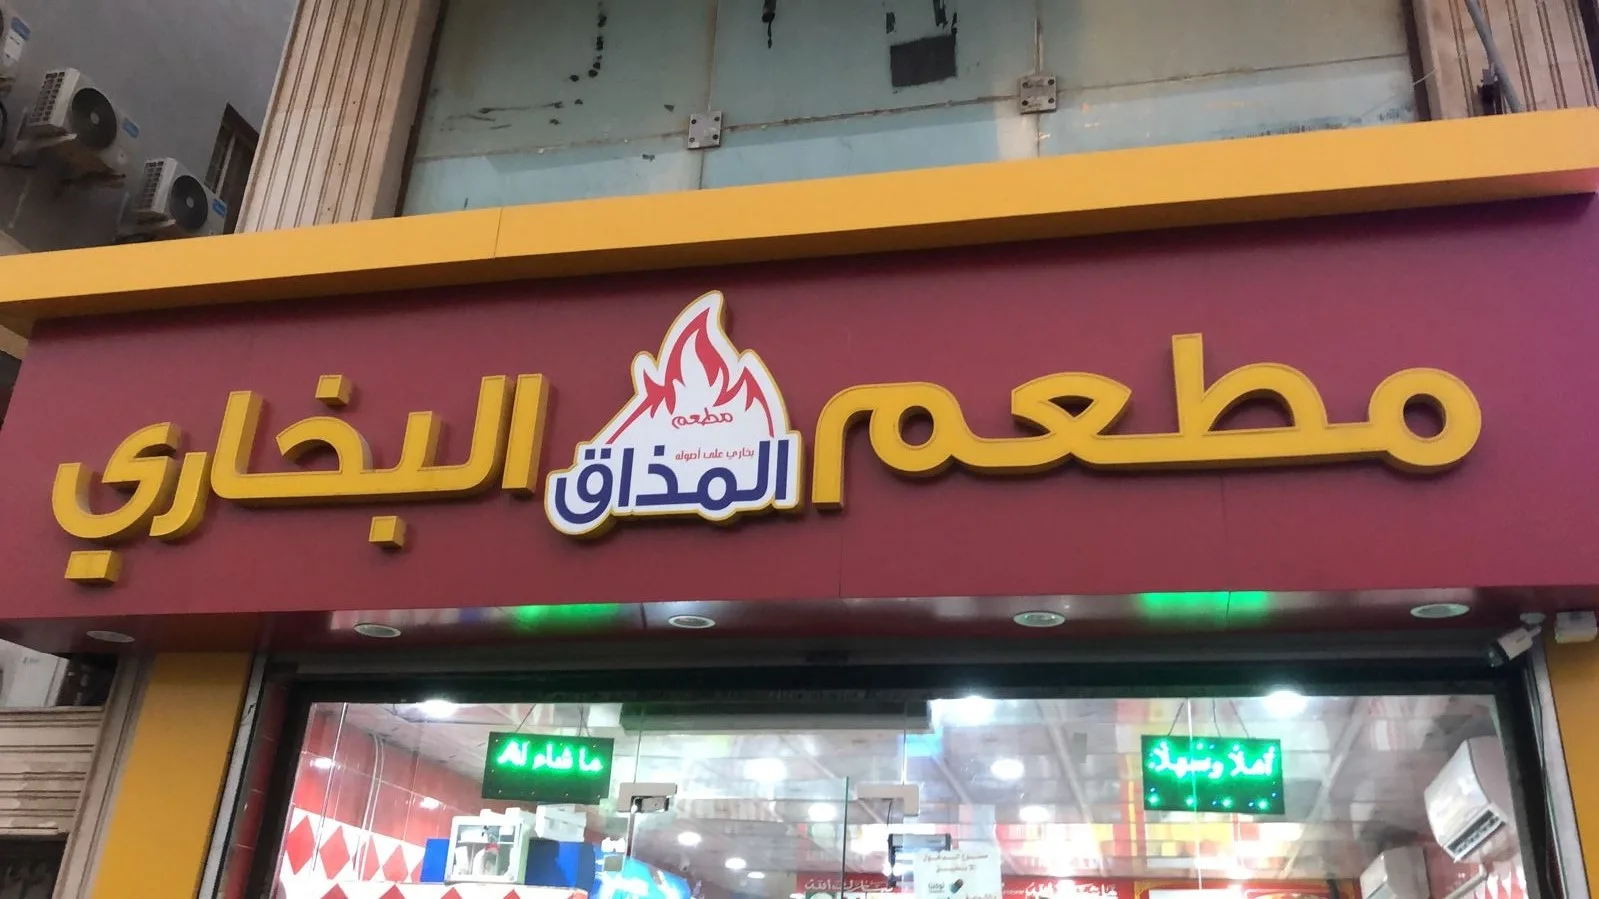 مطعم البخاري
مطعم
بخاري على أصوله
المذاق
ما شاء الله
أهلاً وسهلاً